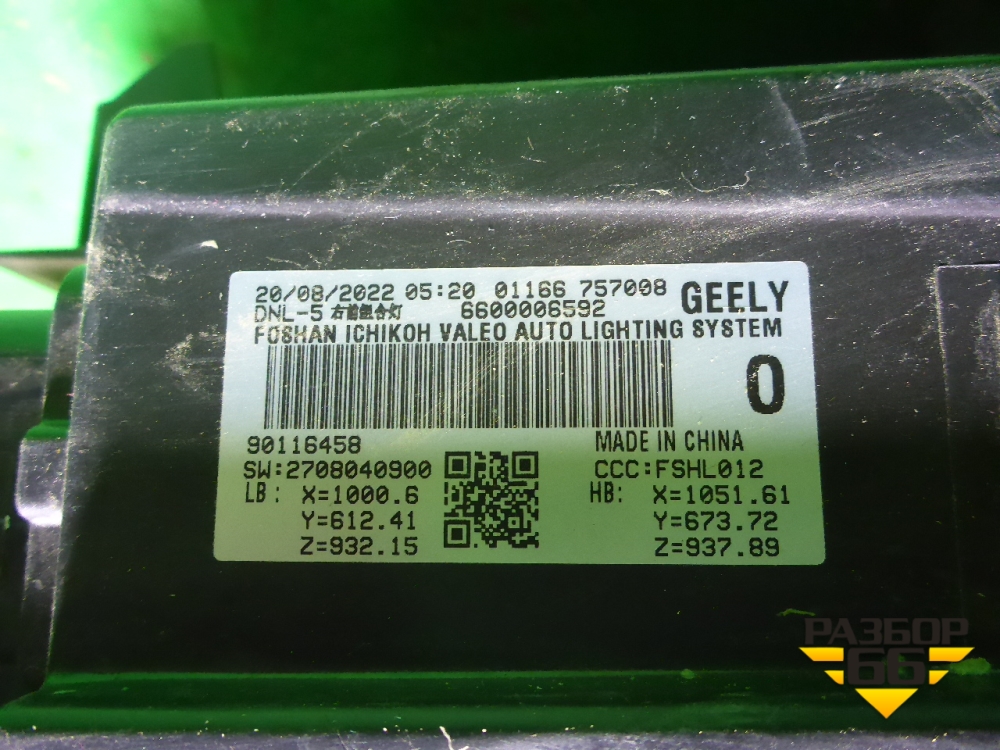 20/08/2022 05:20 01166 757008 GEELY
DNL-5 右前组合灯 6600006592
FOSHAN ICHIKOH VALEO AUTO LIGHTING SYSTEM
0
90116458 MADE IN CHINA
SW:2708040900 CCC:FSHL012
LB: X=1000.6 HB: X=1051.61
Y=612.41 Y=673.72
Z=932.15 Z=937.89
РАЗБОР
66